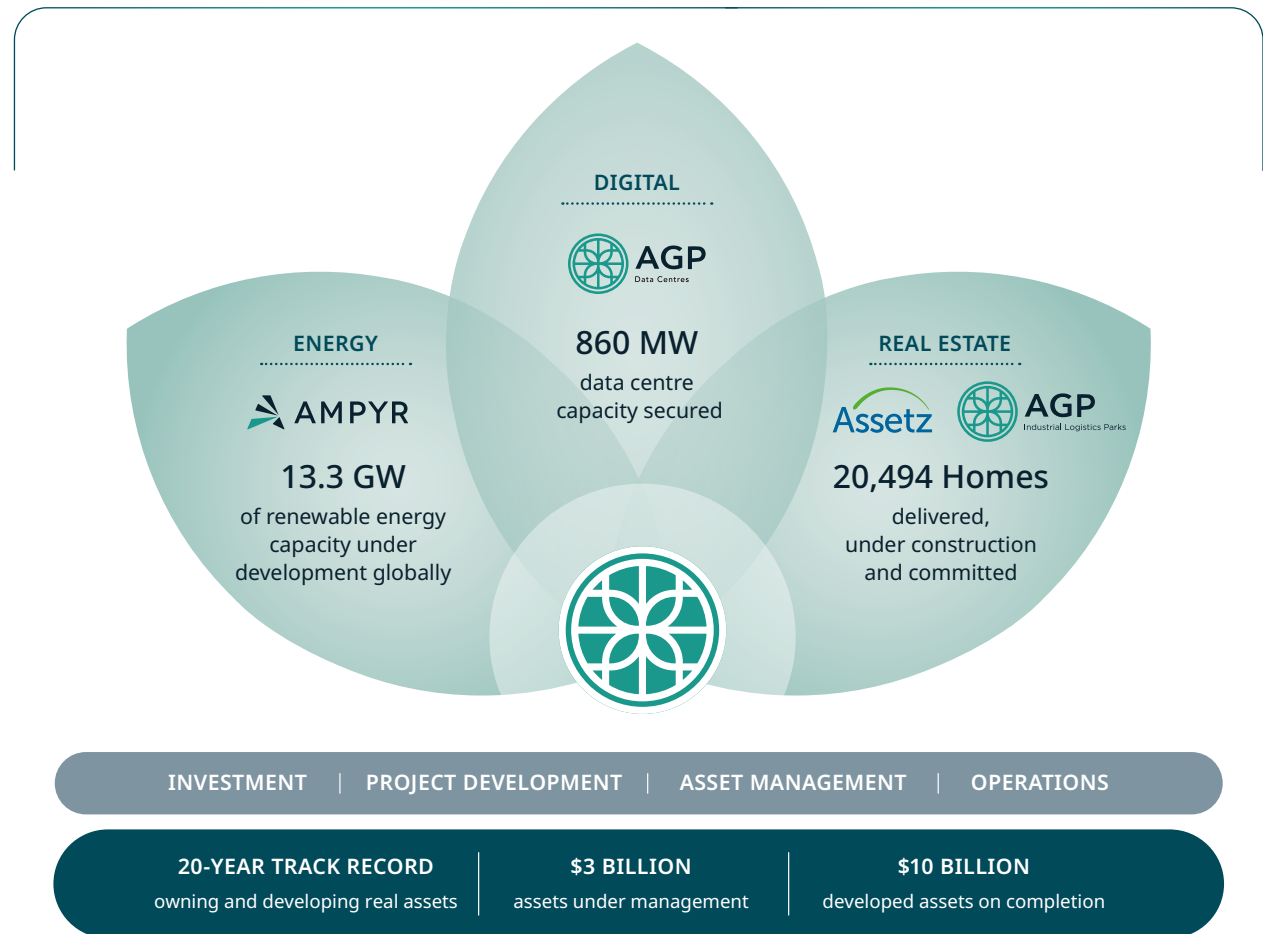 DIGITAL
AGP
Data Centres
860 MW
data centre
capacity secured
ENERGY
AMPYR
13.3 GW
of renewable energy
capacity under
development globally
REAL ESTATE
Assetz
AGP
Industrial Logistics Parks
20,494 Homes
delivered,
under construction
and committed
INVESTMENT | PROJECT DEVELOPMENT | ASSET MANAGEMENT | OPERATIONS
20-YEAR TRACK RECORD
owning and developing real assets
$3 BILLION
assets under management
$10 BILLION
developed assets on completion